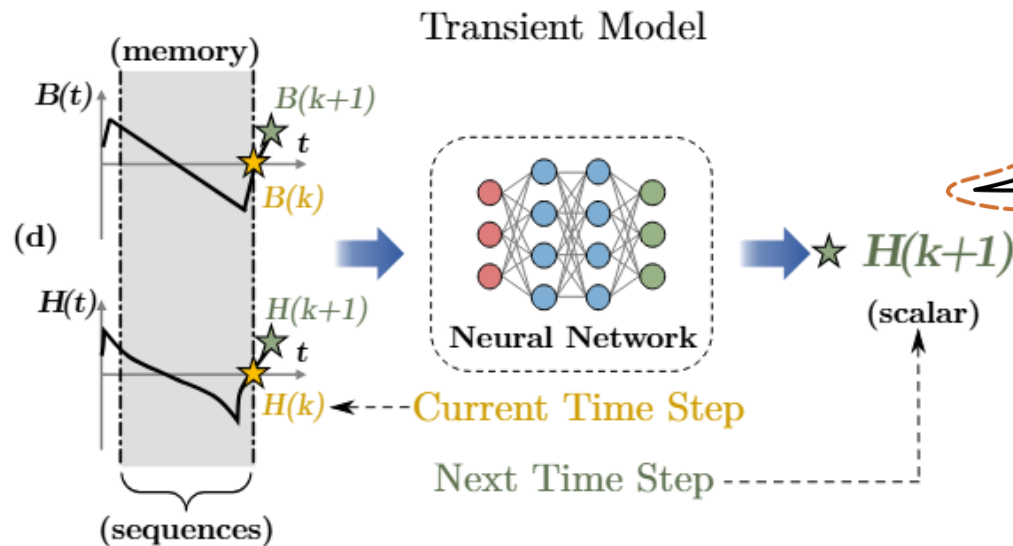 Transient Model
(memory)
B(t)
B(k+1)
t
B(k)
(d)
H(t)
H(k+1)
t
H(k)
Neural Network
H(k+1)
(scalar)
Current Time Step
Next Time Step
(sequences)